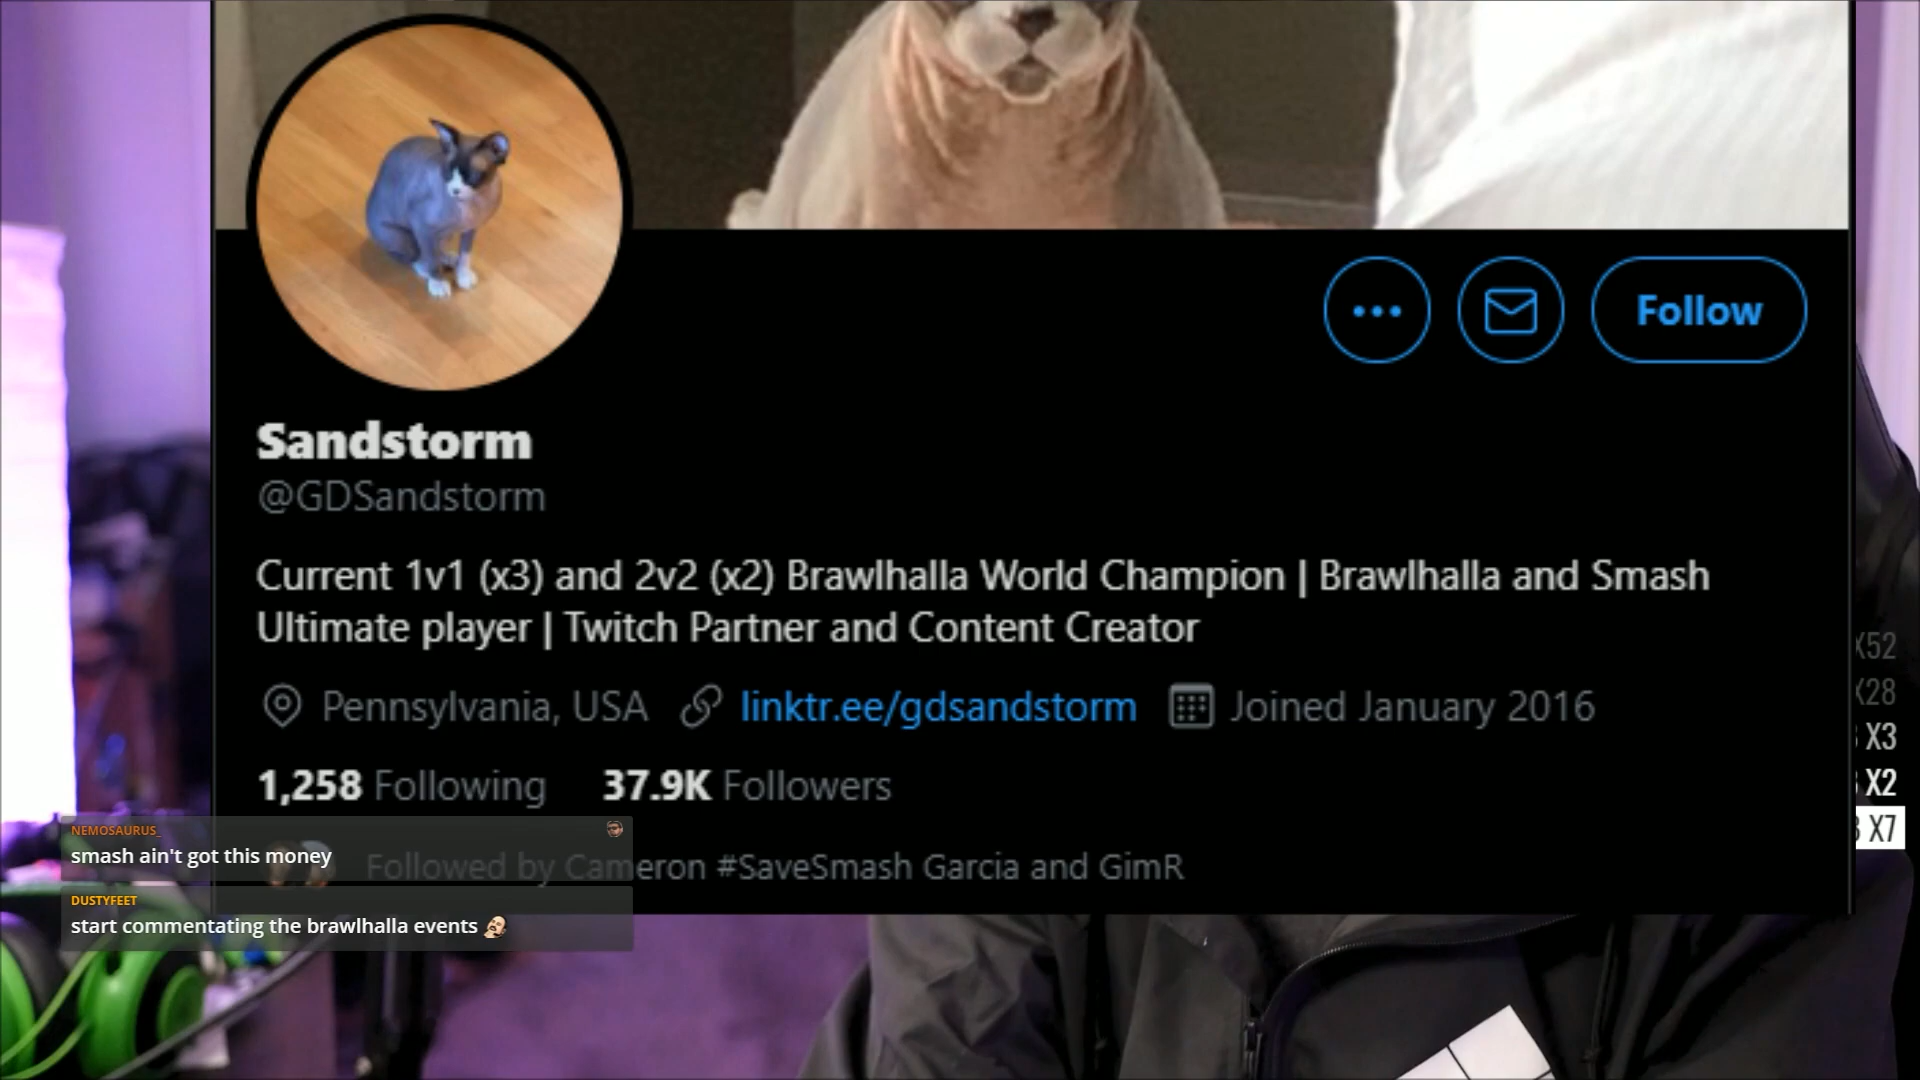 Follow
Sandstorm
@GDSandstorm
Current 1v1 (x3) and 2v2 (x2) Brawlhalla World Champion | Brawlhalla and Smash
Ultimate player | Twitch Partner and Content Creator
Pennsylvania, USA linktr.ee/gdsandstorm Joined January 2016
1,258 Following 37.9K Followers
Followed by Cameron #SaveSmash Garcia and GimR
NEMOSAURUS_
smash ain't got this money
DUSTYFEET
start commentating the brawlhalla events
X52
X28
X3
X2
X7